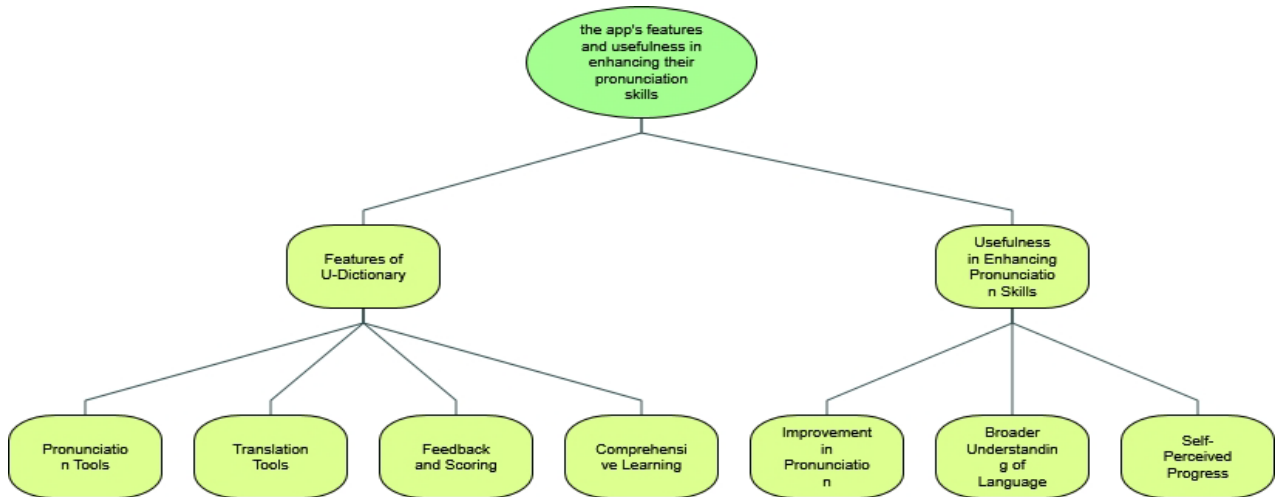 the app's features
and usefulness in
enhancing their
pronunciation
skills
Features of
U-Dictionary
Usefulness
in Enhancing
Pronunciatio
n Skills
Pronunciatio
n Tools
Translation
Tools
Feedback
and Scoring
Comprehensi
ve Learning
Improvement
in
Pronunciatio
n
Broader
Understandin
g of
Language
Self-
Perceived
Progress